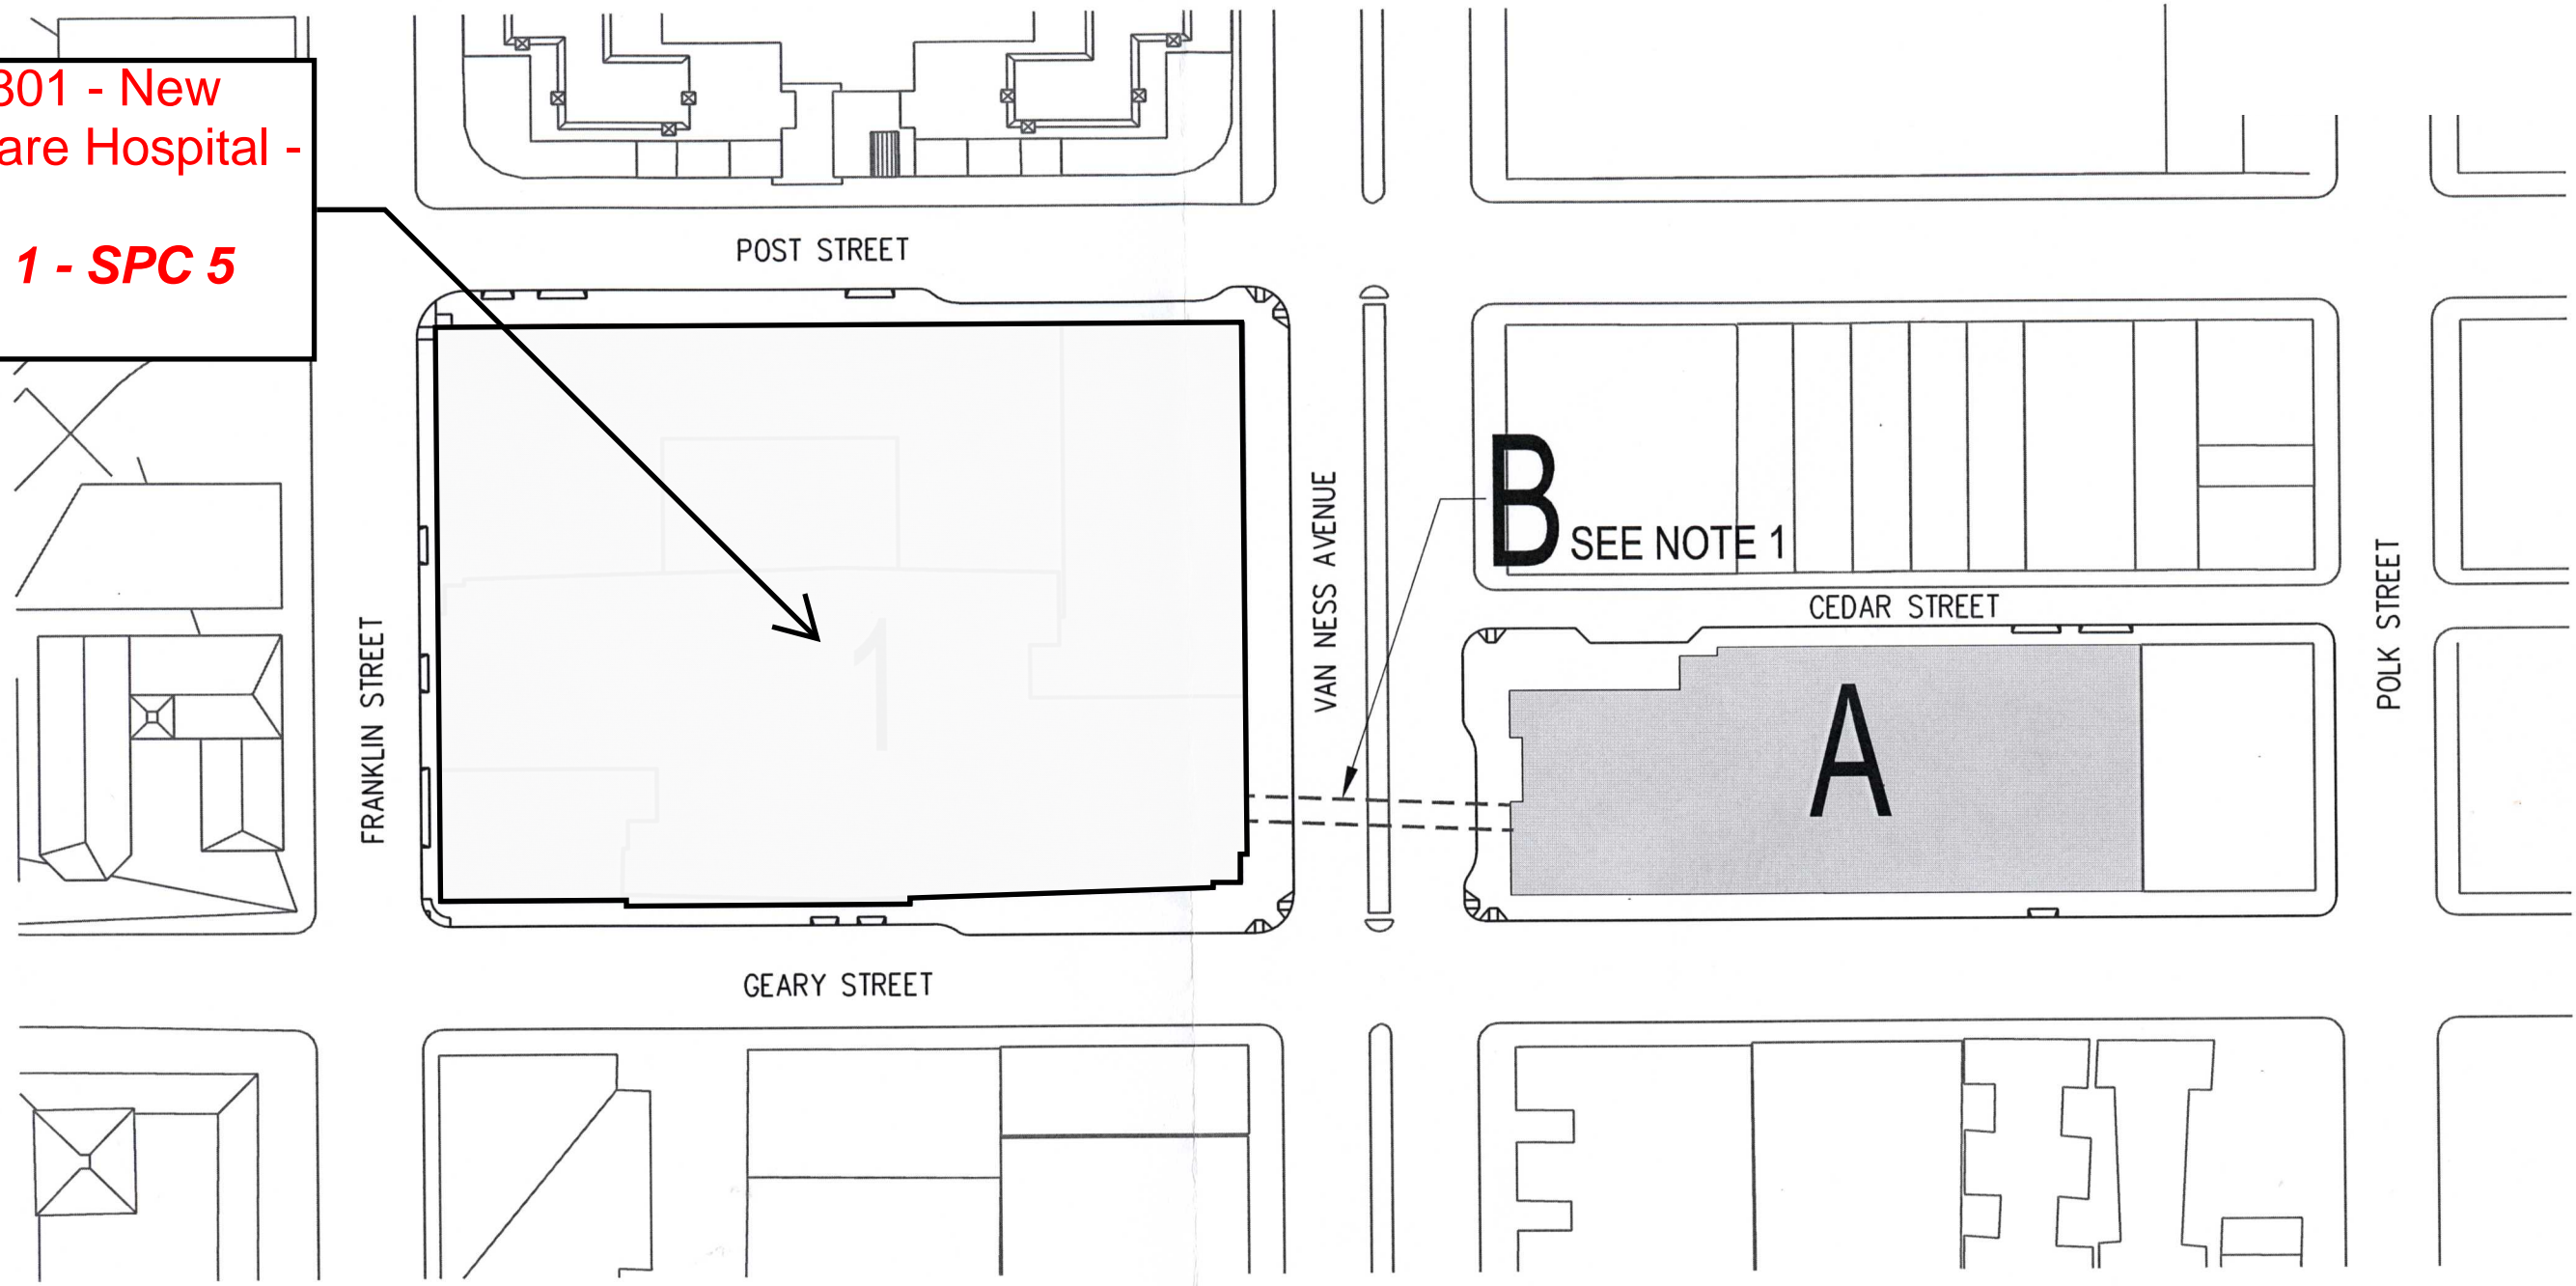 301 - New
are Hospital -
1 - SPC 5
POST STREET
FRANKLIN STREET
1
VAN NESS AVENUE
B SEE NOTE 1
CEDAR STREET
A
POLK STREET
GEARY STREET